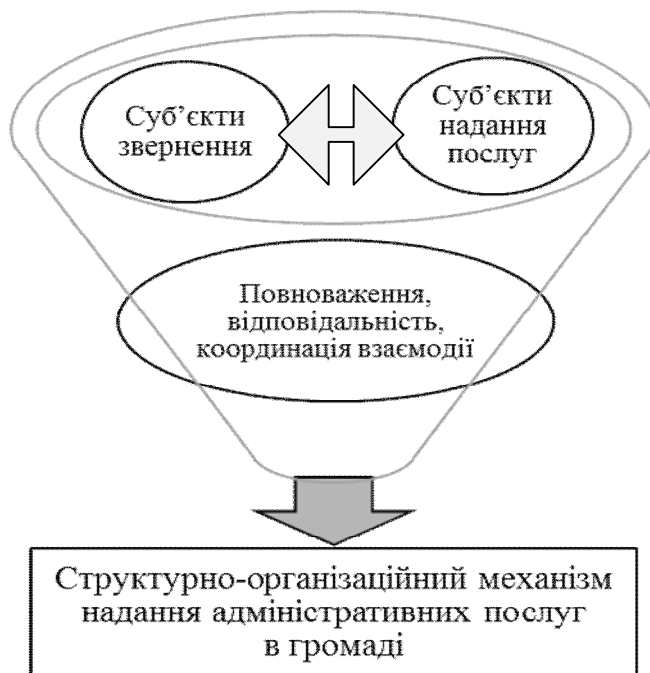 Суб’єкти
звернення
Суб’єкти
надання
послуг
Повноваження,
відповідальність,
координація взаємодії
Структурно-організаційний механізм
надання адміністративних послуг
в громаді